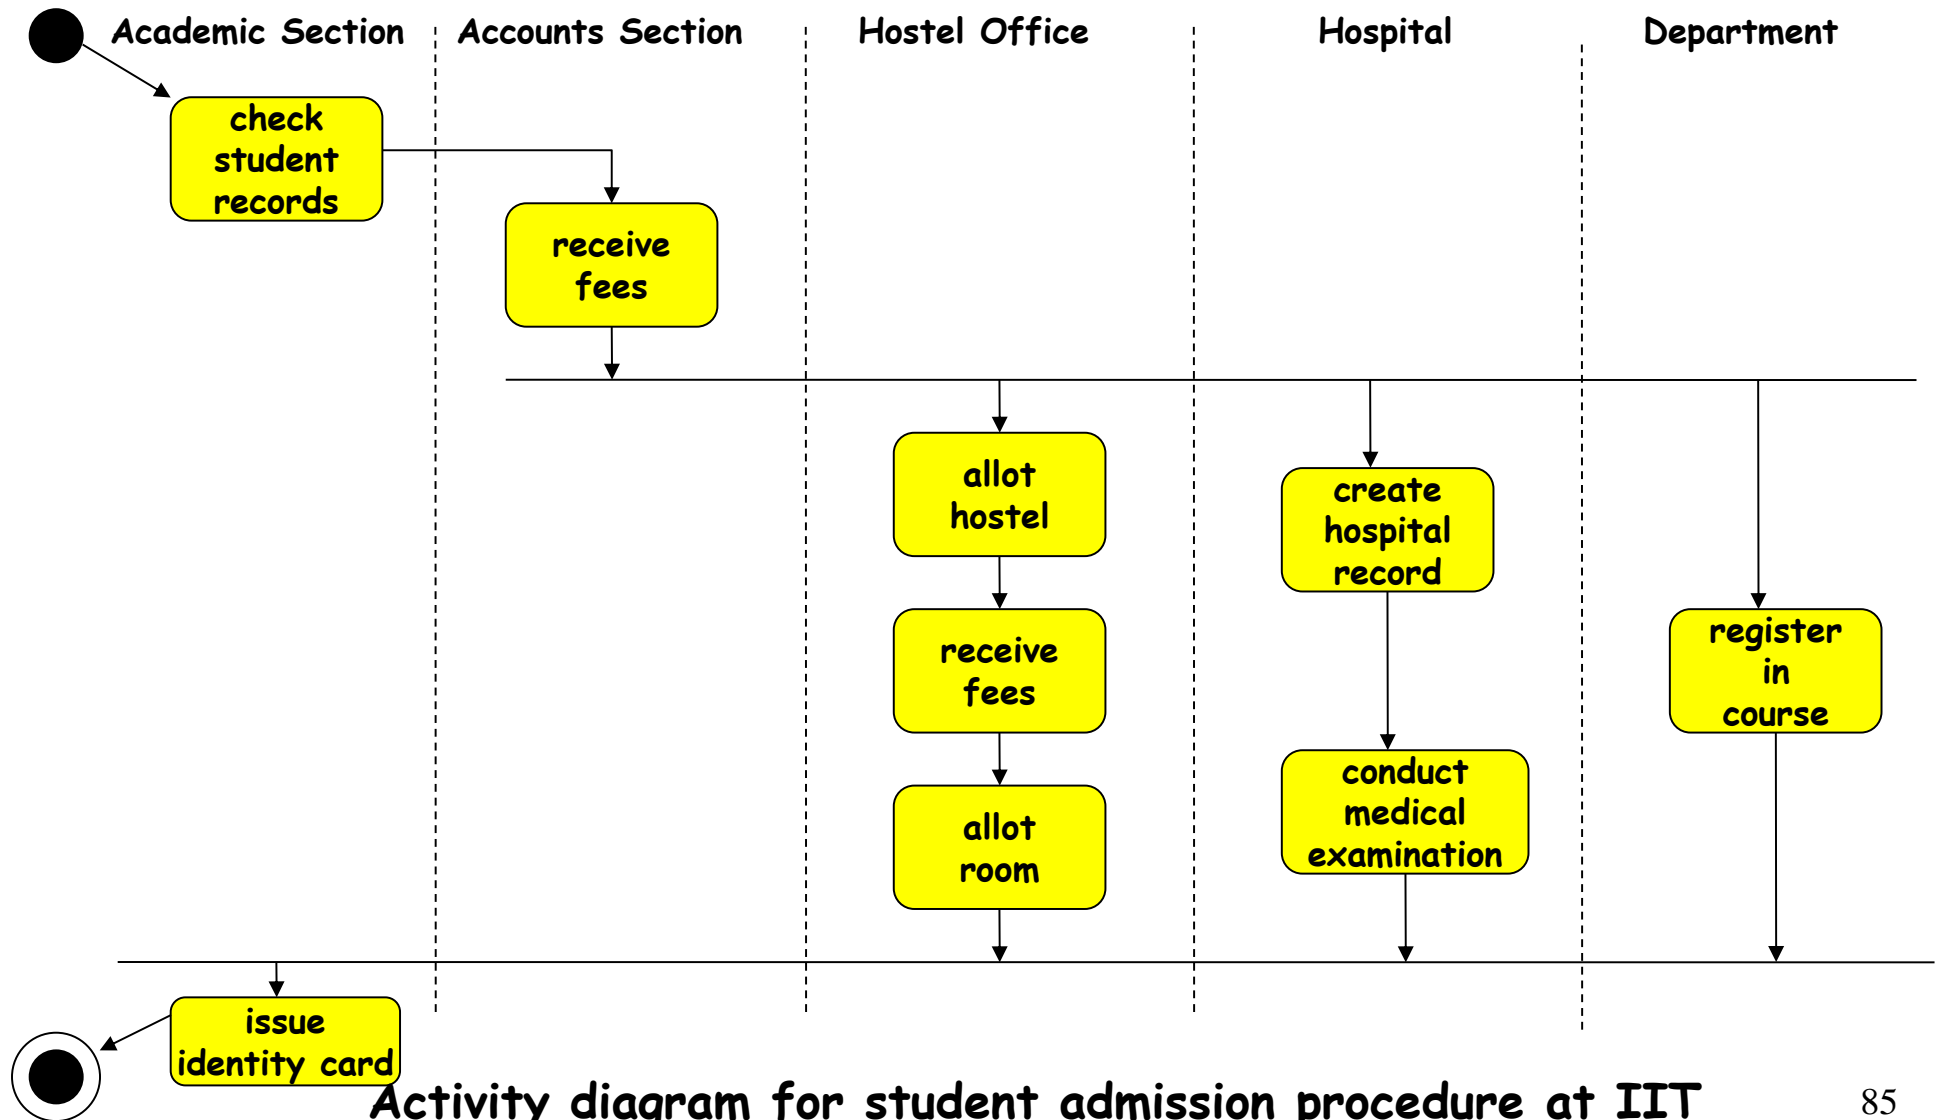 Academic Section
Accounts Section
Hostel Office
Hospital
Department
check
student
records
receive
fees
allot
hostel
create
hospital
record
receive
fees
register
in
course
allot
room
conduct
medical
examination
issue
identity card
Activity diagram for student admission procedure at IIT
85